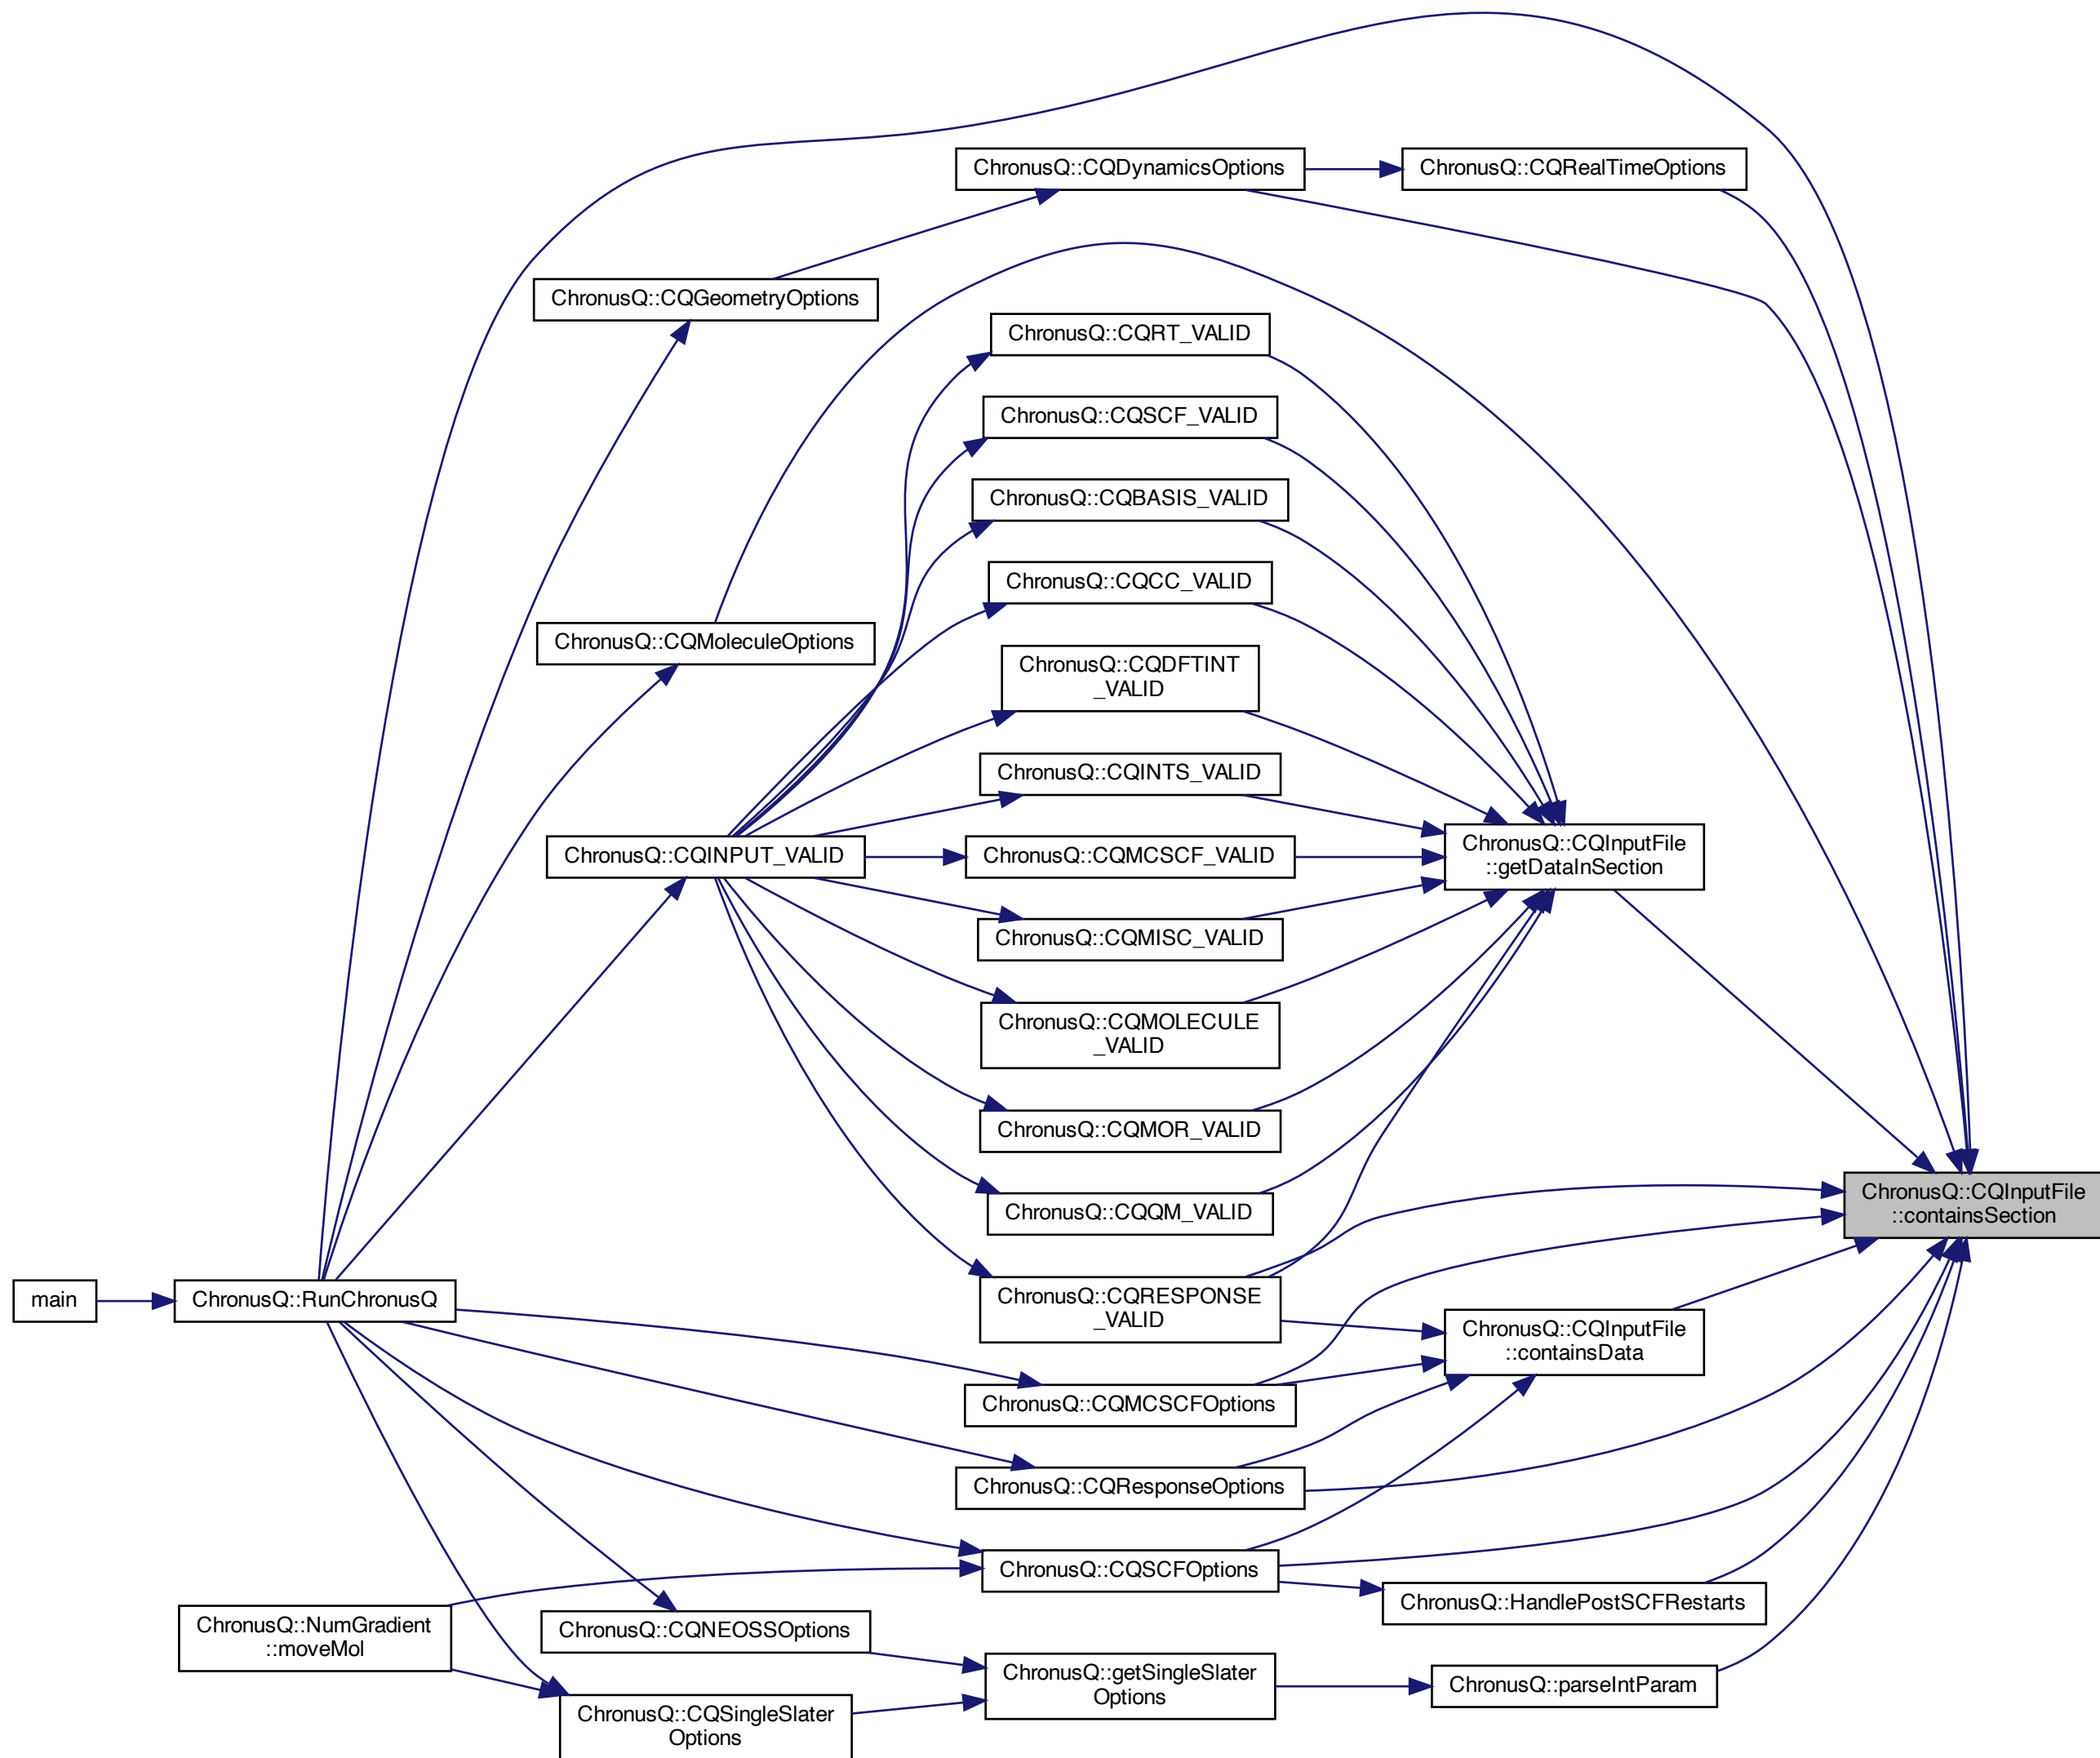 ChronusQ::CQDynamicsOptions
ChronusQ::CQRealTimeOptions
ChronusQ::CQGeometryOptions
ChronusQ::CQRT_VALID
ChronusQ::CQSCF_VALID
ChronusQ::CQBASIS_VALID
ChronusQ::CQCC_VALID
ChronusQ::CQMoleculeOptions
ChronusQ::CQDFTINT
_VALID
ChronusQ::CQINTS_VALID
ChronusQ::CQINPUT_VALID
ChronusQ::CQMCSCF_VALID
ChronusQ::CQInputFile
::getDataInSection
ChronusQ::CQMISC_VALID
ChronusQ::CQMOLECULE
_VALID
ChronusQ::CQMOR_VALID
ChronusQ::CQQM_VALID
ChronusQ::CQInputFile
::containsSection
main
ChronusQ::RunChronusQ
ChronusQ::CQRESPONSE
_VALID
ChronusQ::CQInputFile
::containsData
ChronusQ::CQMCSCFOptions
ChronusQ::CQResponseOptions
ChronusQ::CQSCFOptions
ChronusQ::HandlePostSCFRestarts
ChronusQ::NumGradient
::moveMol
ChronusQ::CQNEOSSOptions
ChronusQ::getSingleSlater
Options
ChronusQ::parseIntParam
ChronusQ::CQSingleSlater
Options